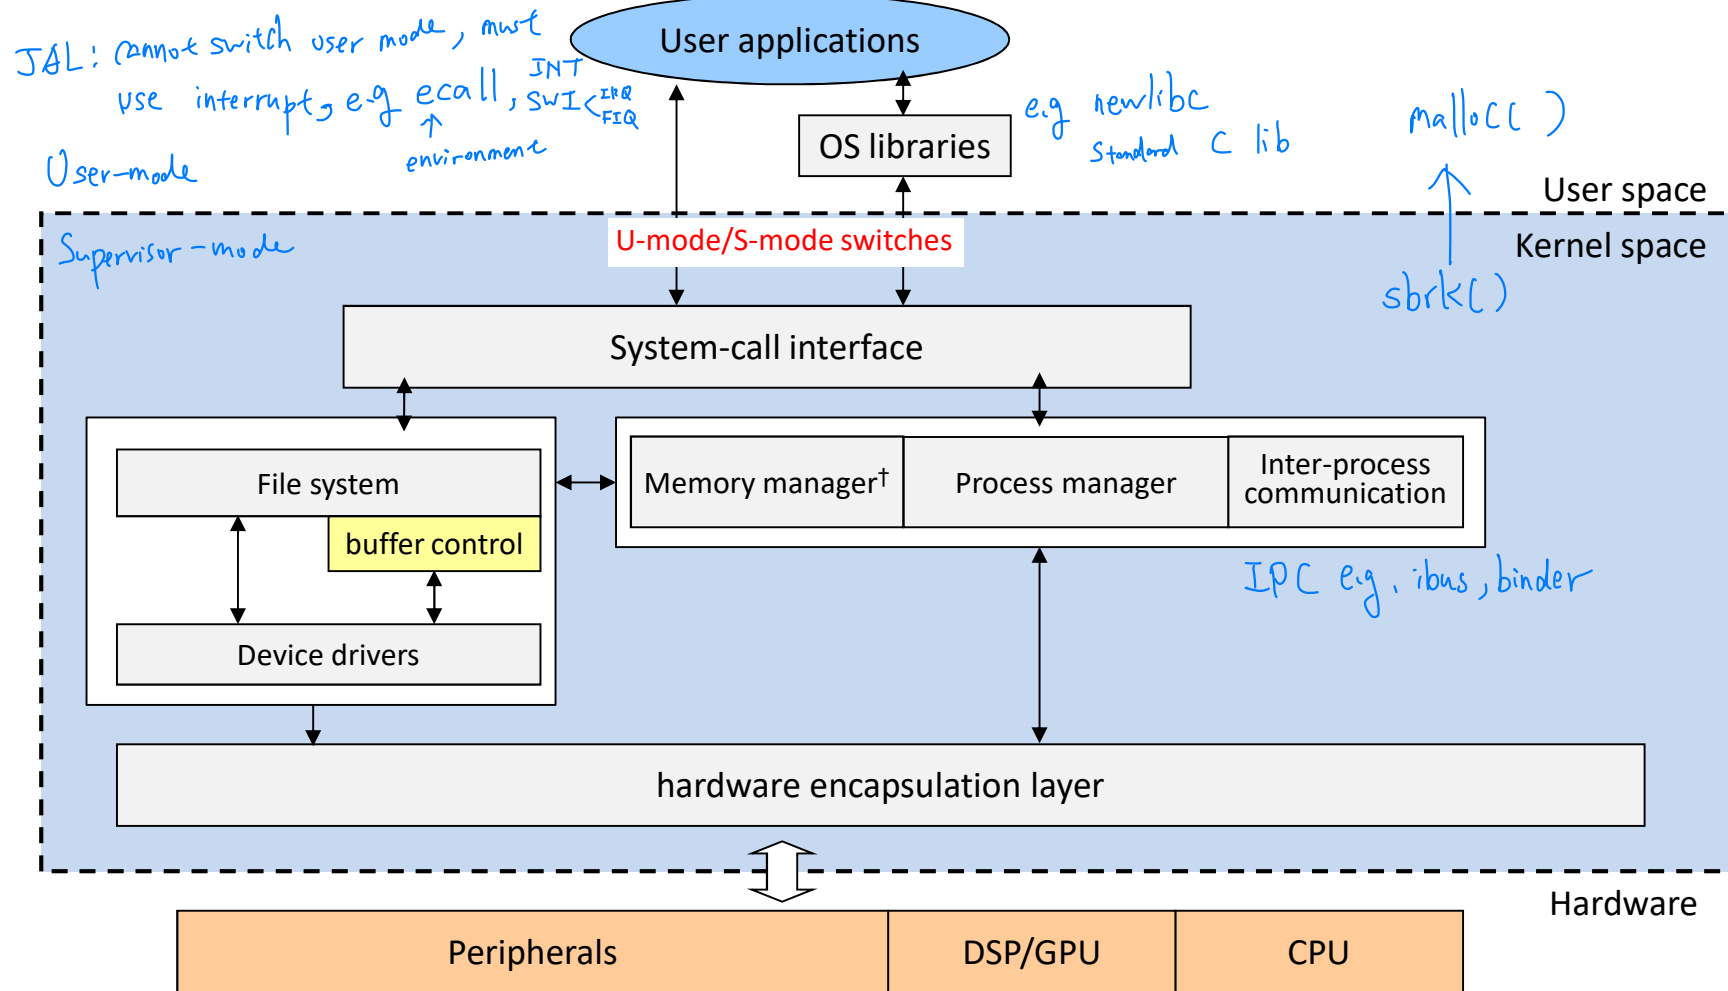 User applications
JAL: cannot switch user mode, must
use interrupt, e.g ecall, SWI
INT
IRQ
FIQ
environment
e.g newlibc
Standard C lib
malloc( )
OS libraries
User-mode
User space
Supervisor-mode
U-mode/S-mode switches
Kernel space
sbrk( )
System-call interface
File system
Memory manager†
Process manager
Inter-process
communication
buffer control
IPC e.g. ibus, binder
Device drivers
hardware encapsulation layer
Hardware
Peripherals
DSP/GPU
CPU